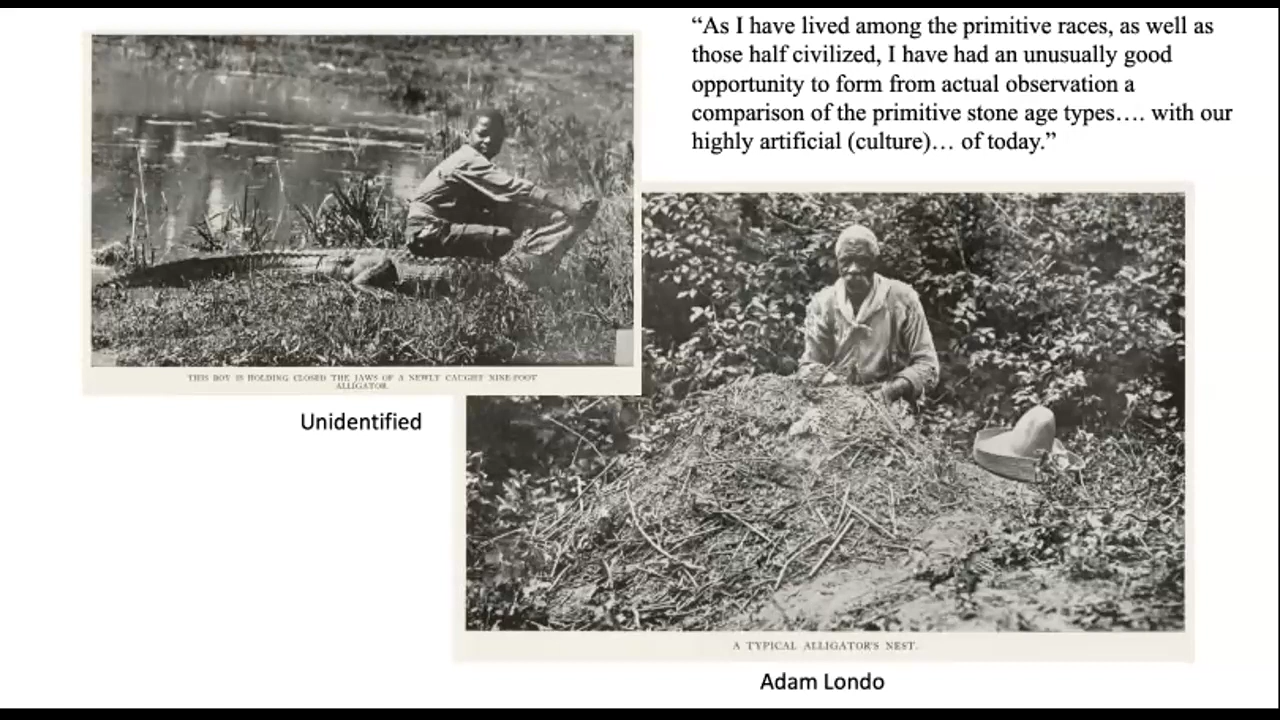 “As I have lived among the primitive races, as well as
those half civilized, I have had an unusually good
opportunity to form from actual observation a
comparison of the primitive stone age types…. with our
highly artificial (culture)… of today.”
THIS BOY IS HOLDING CLOSED THE JAWS OF A NEWLY CAUGHT NINE-FOOT
ALLIGATOR.
Unidentified
A TYPICAL ALLIGATOR'S NEST.
Adam Londo